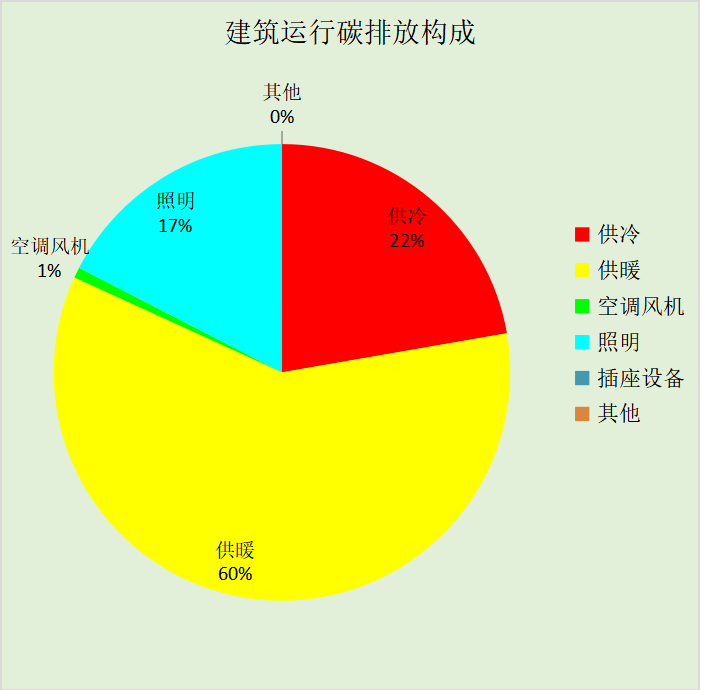 建筑运行碳排放构成
其他
0%
供冷
22%
照明
17%
空调风机
1%
供暖
60%
供冷
供暖
空调风机
照明
插座设备
其他